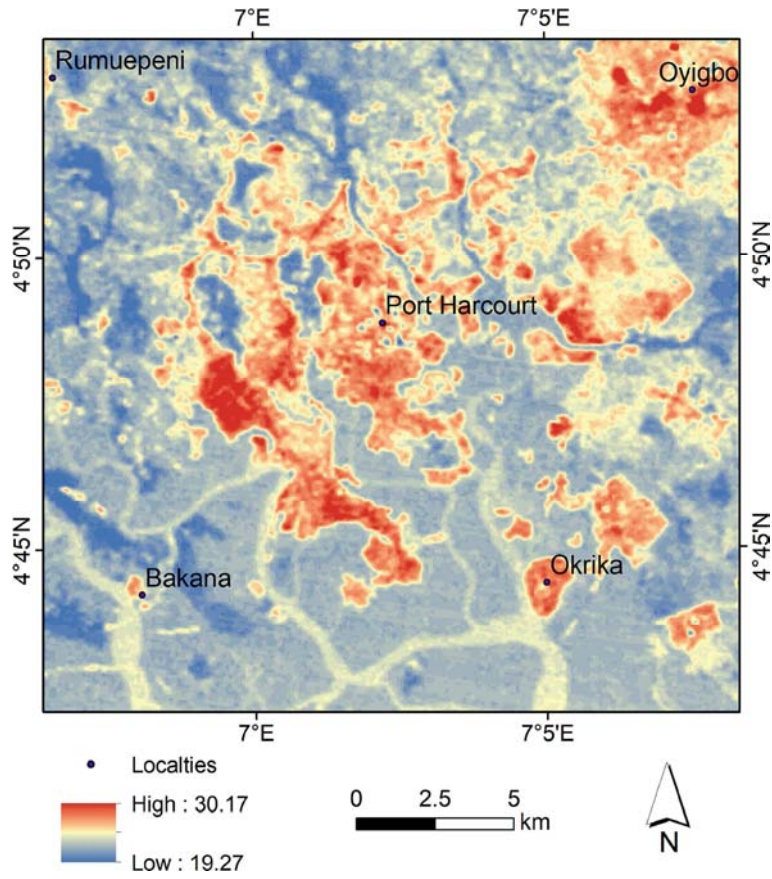 7°E 7°5'E
Rumuepeni
Oyigbo
4°50'N 4°50'N
Port Harcourt
4°45'N 4°45'N
Okrika
Bakana
7°E 7°5'E
Localties
High : 30.17
Low : 19.27
0 2.5 5
km
N